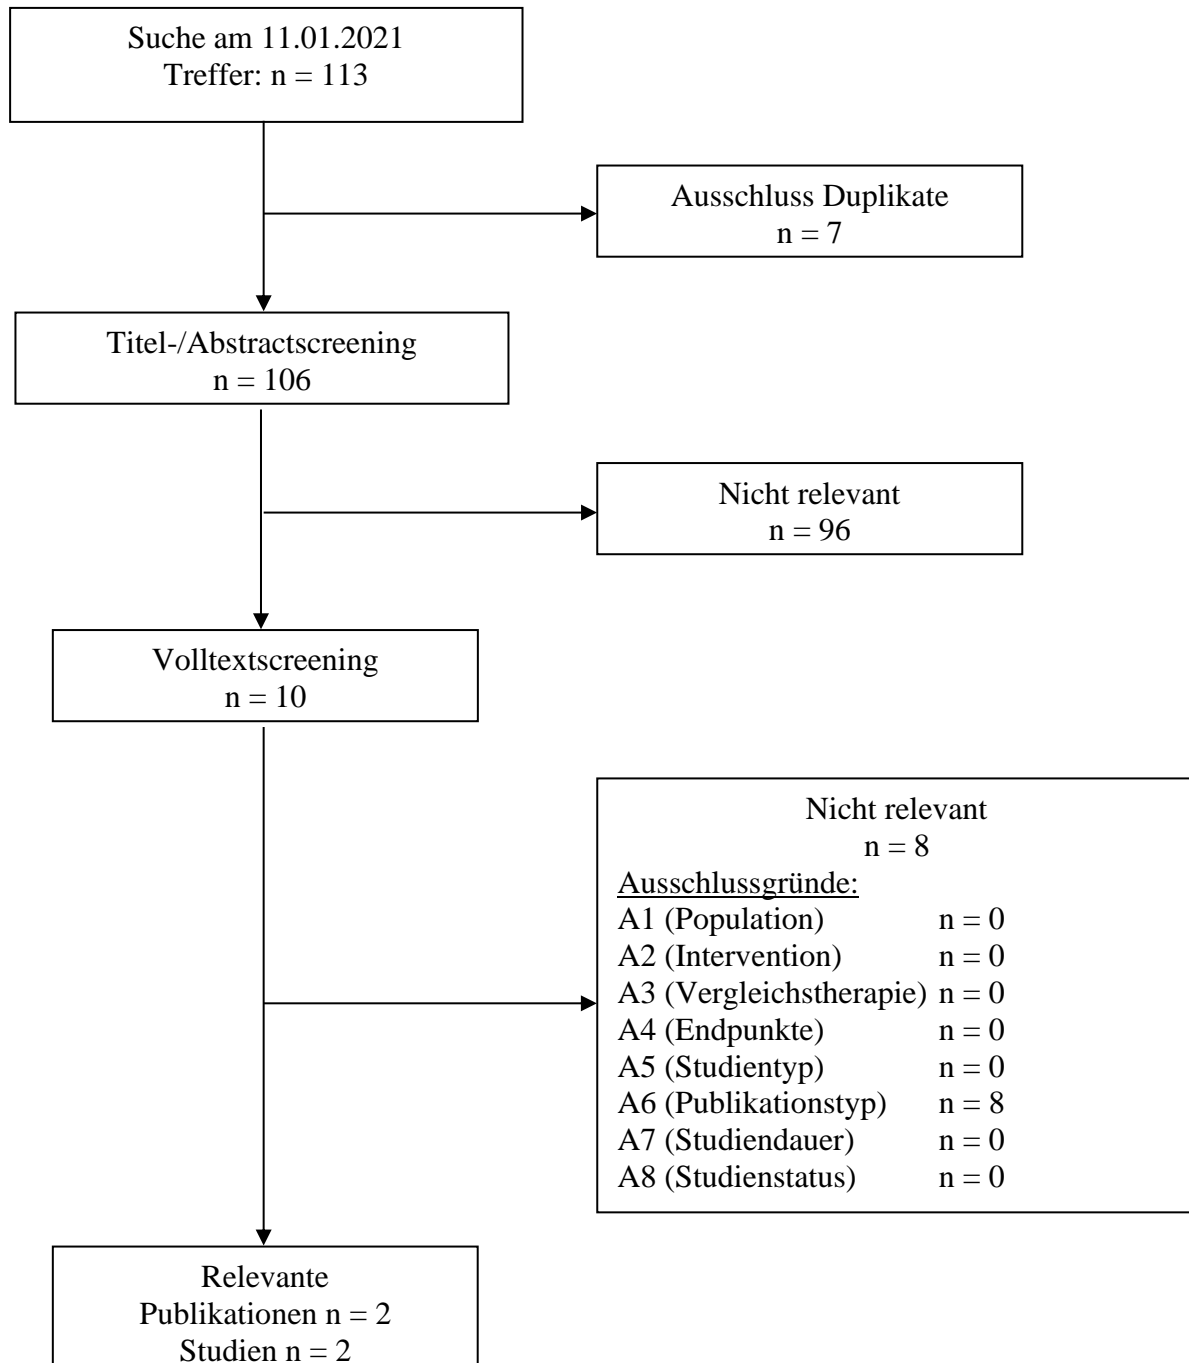 Suche am 11.01.2021
Treffer: n = 113
Ausschluss Duplikate
n = 7
Titel-/Abstractscreening
n = 106
Nicht relevant
n = 96
Volltextscreening
n = 10
Nicht relevant
n = 8
Ausschlussgründe:
A1 (Population) n = 0
A2 (Intervention) n = 0
A3 (Vergleichstherapie) n = 0
A4 (Endpunkte) n = 0
A5 (Studientyp) n = 0
A6 (Publikationstyp) n = 8
A7 (Studiendauer) n = 0
A8 (Studienstatus) n = 0
Relevante
Publikationen n = 2
Studien n = 2